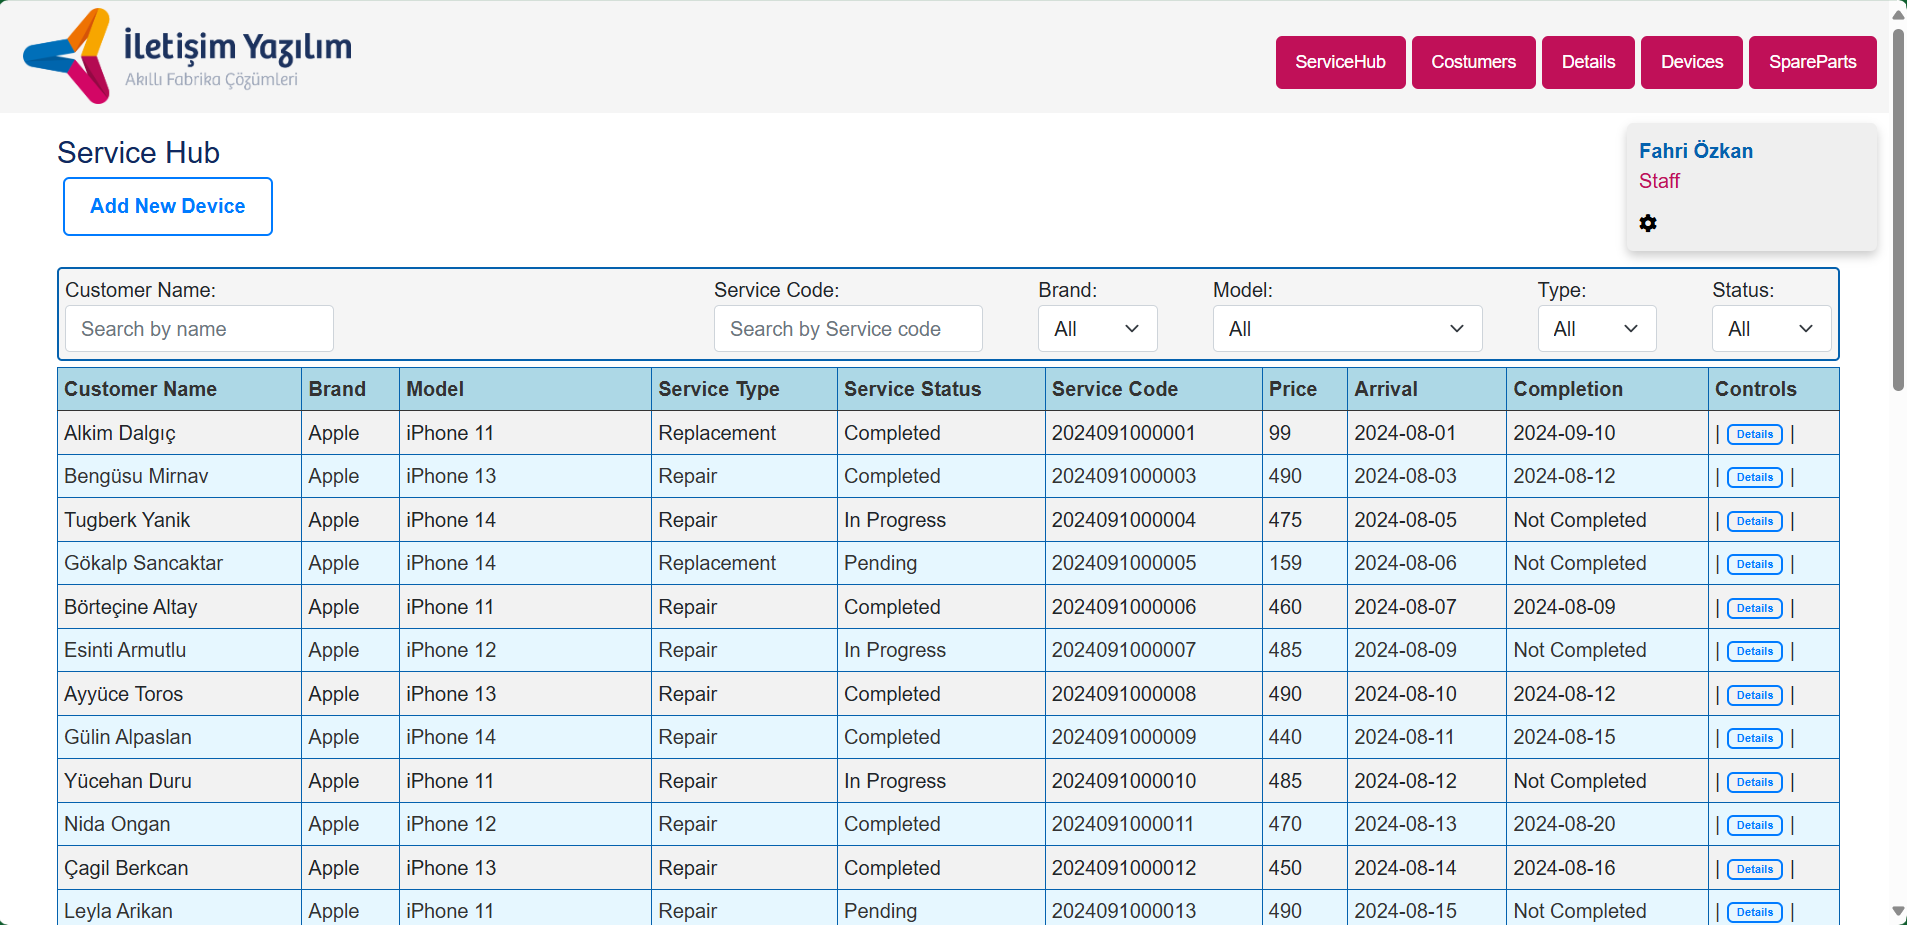 İletişim Yazılım
Akıllı Fabrika Çözümleri
ServiceHub Costumers Details Devices SpareParts
Service Hub
Add New Device
Fahri Özkan
Staff
Customer Name: Service Code: Brand: Model: Type: Status:
Search by name Search by Service code All All All All
Customer Name Brand Model Service Type Service Status Service Code Price Arrival Completion Controls
Alkim Dalgıç Apple iPhone 11 Replacement Completed 2024091000001 99 2024-08-01 2024-09-10 | Details |
Bengüsu Mirnav Apple iPhone 13 Repair Completed 2024091000003 490 2024-08-03 2024-08-12 | Details |
Tugberk Yanik Apple iPhone 14 Repair In Progress 2024091000004 475 2024-08-05 Not Completed | Details |
Gökalp Sancaktar Apple iPhone 14 Replacement Pending 2024091000005 159 2024-08-06 Not Completed | Details |
Börteçine Altay Apple iPhone 11 Repair Completed 2024091000006 460 2024-08-07 2024-08-09 | Details |
Esinti Armutlu Apple iPhone 12 Repair In Progress 2024091000007 485 2024-08-09 Not Completed | Details |
Ayyüce Toros Apple iPhone 13 Repair Completed 2024091000008 490 2024-08-10 2024-08-12 | Details |
Gülin Alpaslan Apple iPhone 14 Repair Completed 2024091000009 440 2024-08-11 2024-08-15 | Details |
Yücehan Duru Apple iPhone 11 Repair In Progress 2024091000010 485 2024-08-12 Not Completed | Details |
Nida Ongan Apple iPhone 12 Repair Completed 2024091000011 470 2024-08-13 2024-08-20 | Details |
Çagil Berkcan Apple iPhone 13 Repair Completed 2024091000012 450 2024-08-14 2024-08-16 | Details |
Leyla Arikan Apple iPhone 11 Repair Pending 2024091000013 490 2024-08-15 Not Completed | Details |